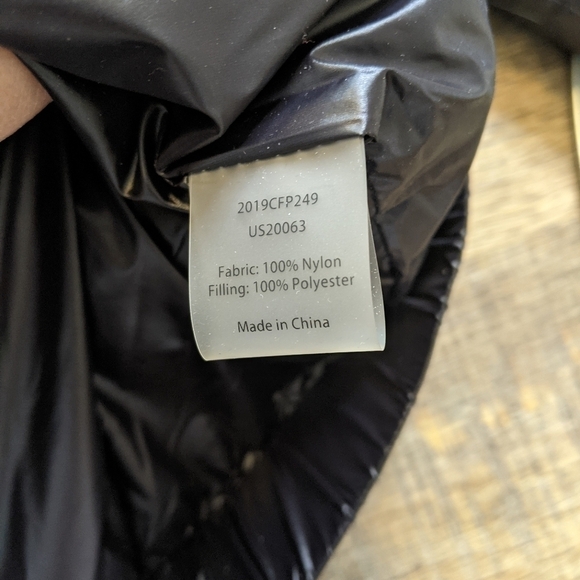 2019CFP249
US20063
Fabric: 100% Nylon
Filling: 100% Polyester
Made in China